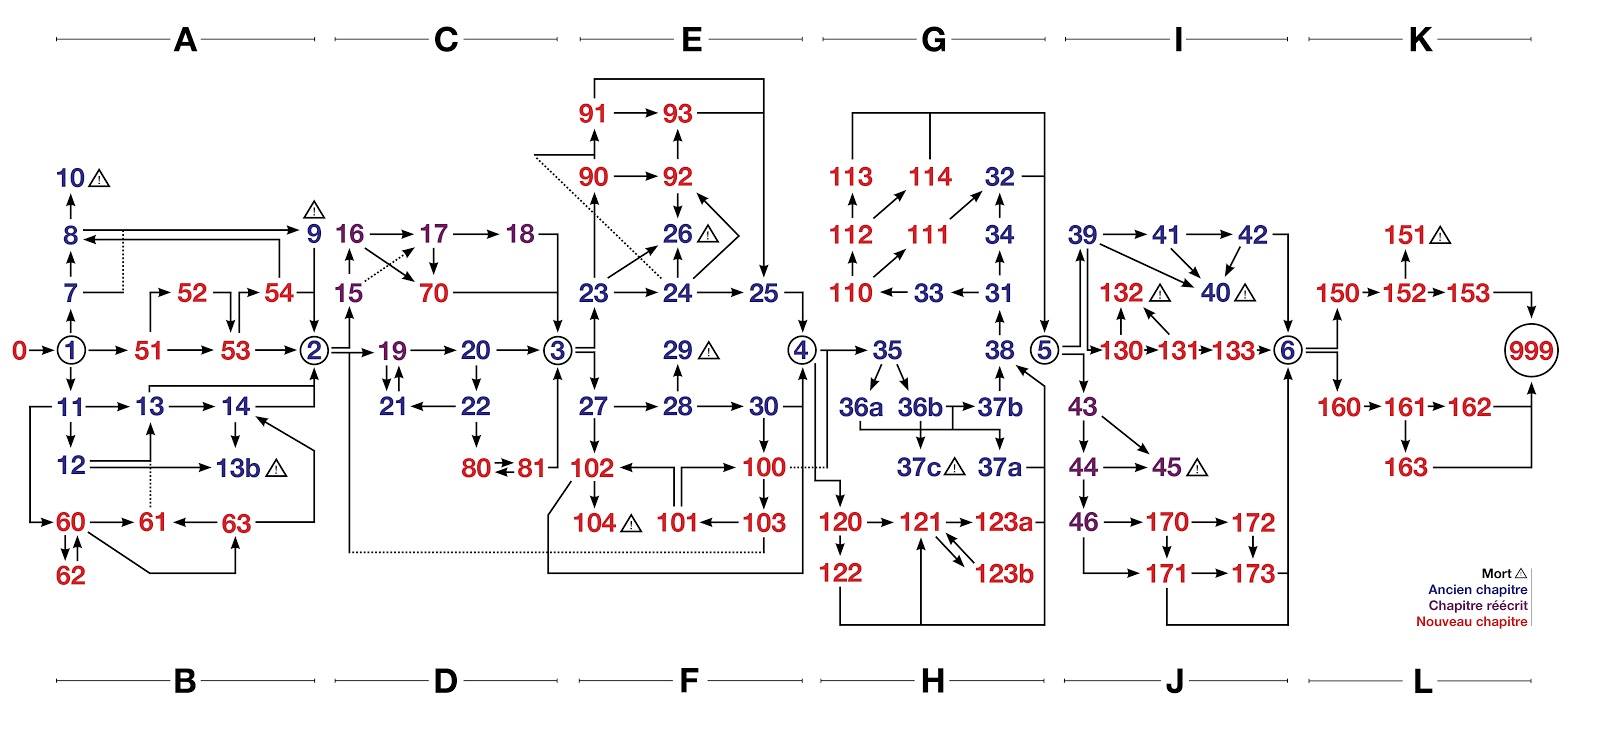 A C E G I K
91 93
10 90 92 113 114 32
8 9 16 17 18 26 112 111 34 39 41 42 151
7 52 54 15 70 23 24 25 110 33 31 132 40 150 152 153
0 1 51 53 2 19 20 3 29 4 35 38 5 130 131 133 6 999
11 13 14 21 22 27 28 30 36a 36b 37b 43 160 161 162
12 13b 80 81 102 100 37c 37a 44 45 163
60 61 63 104 101 103 120 121 123a 46 170 172
62 122 123b 171 173
Mort
Ancien chapitre
Chapitre réécrit
Nouveau chapitre
B D F H J L